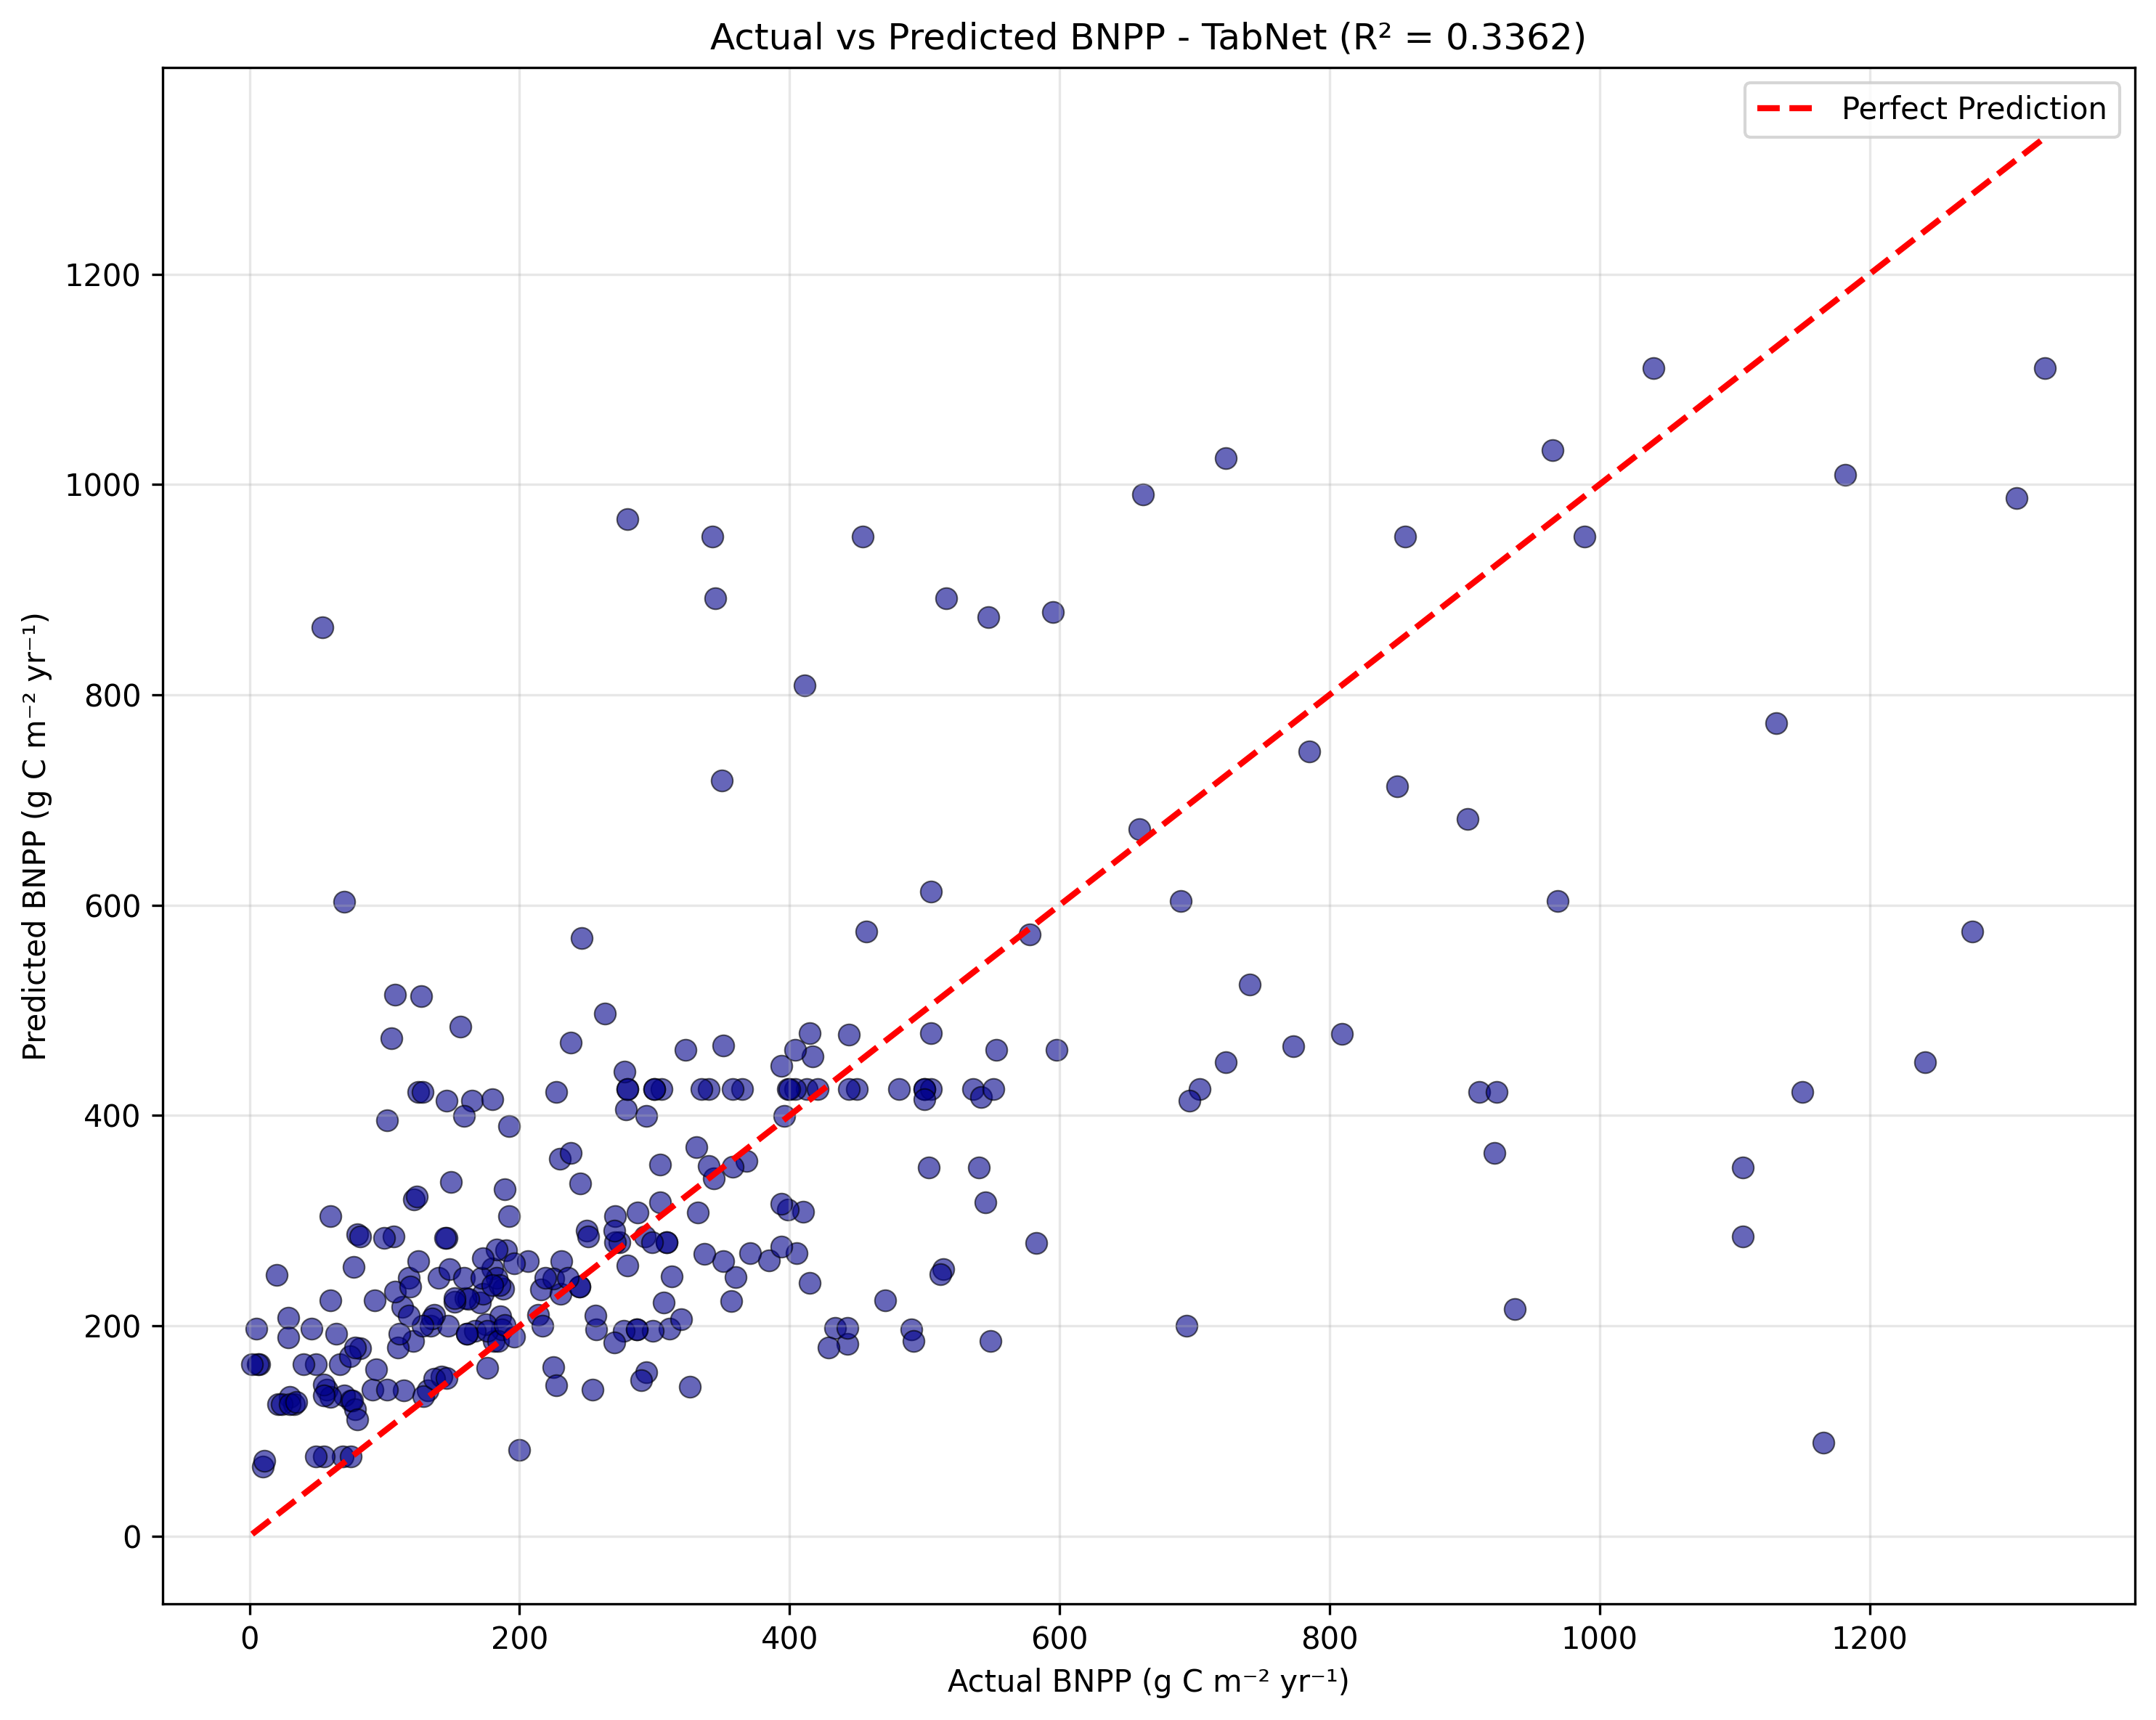 Actual vs Predicted BNPP - TabNet (R² = 0.3362)
Perfect Prediction
1200
1000
800
600
400
200
0
Predicted BNPP (g C m⁻² yr⁻¹)
0 200 400 600 800 1000 1200
Actual BNPP (g C m⁻² yr⁻¹)